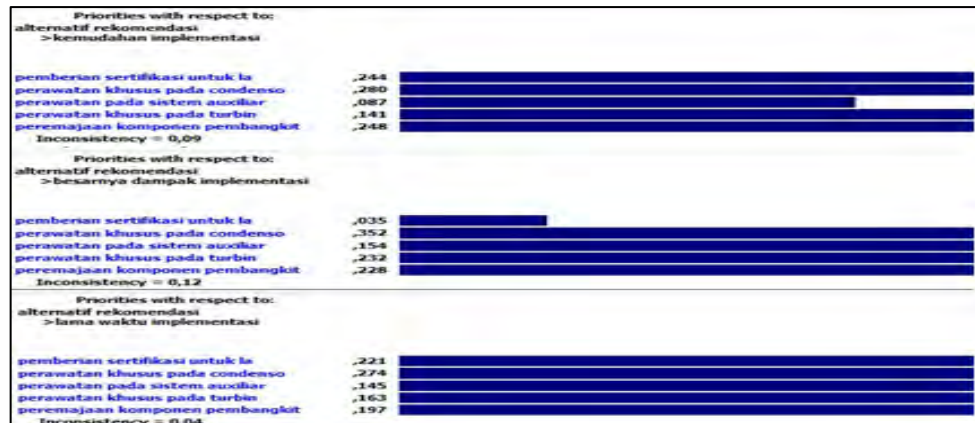 Priorities with respect to:
alternatif rekomendasi
>kemudahan implementasi
pemberian sertifikasi untuk la ,244
perawatan khusus pada condenso ,280
perawatan pada sistem auxiliar ,087
perawatan khusus pada turbin ,141
peremajaan komponen pembangkit ,248
Inconsistency = 0,09
Priorities with respect to:
alternatif rekomendasi
>besarnya dampak implementasi
pemberian sertifikasi untuk la ,035
perawatan khusus pada condenso ,352
perawatan pada sistem auxiliar ,154
perawatan khusus pada turbin ,232
peremajaan komponen pembangkit ,228
Inconsistency = 0,12
Priorities with respect to:
alternatif rekomendasi
>lama waktu implementasi
pemberian sertifikasi untuk la ,221
perawatan khusus pada condenso ,274
perawatan pada sistem auxiliar ,145
perawatan khusus pada turbin ,163
peremajaan komponen pembangkit ,197
Inconsistency = 0,04